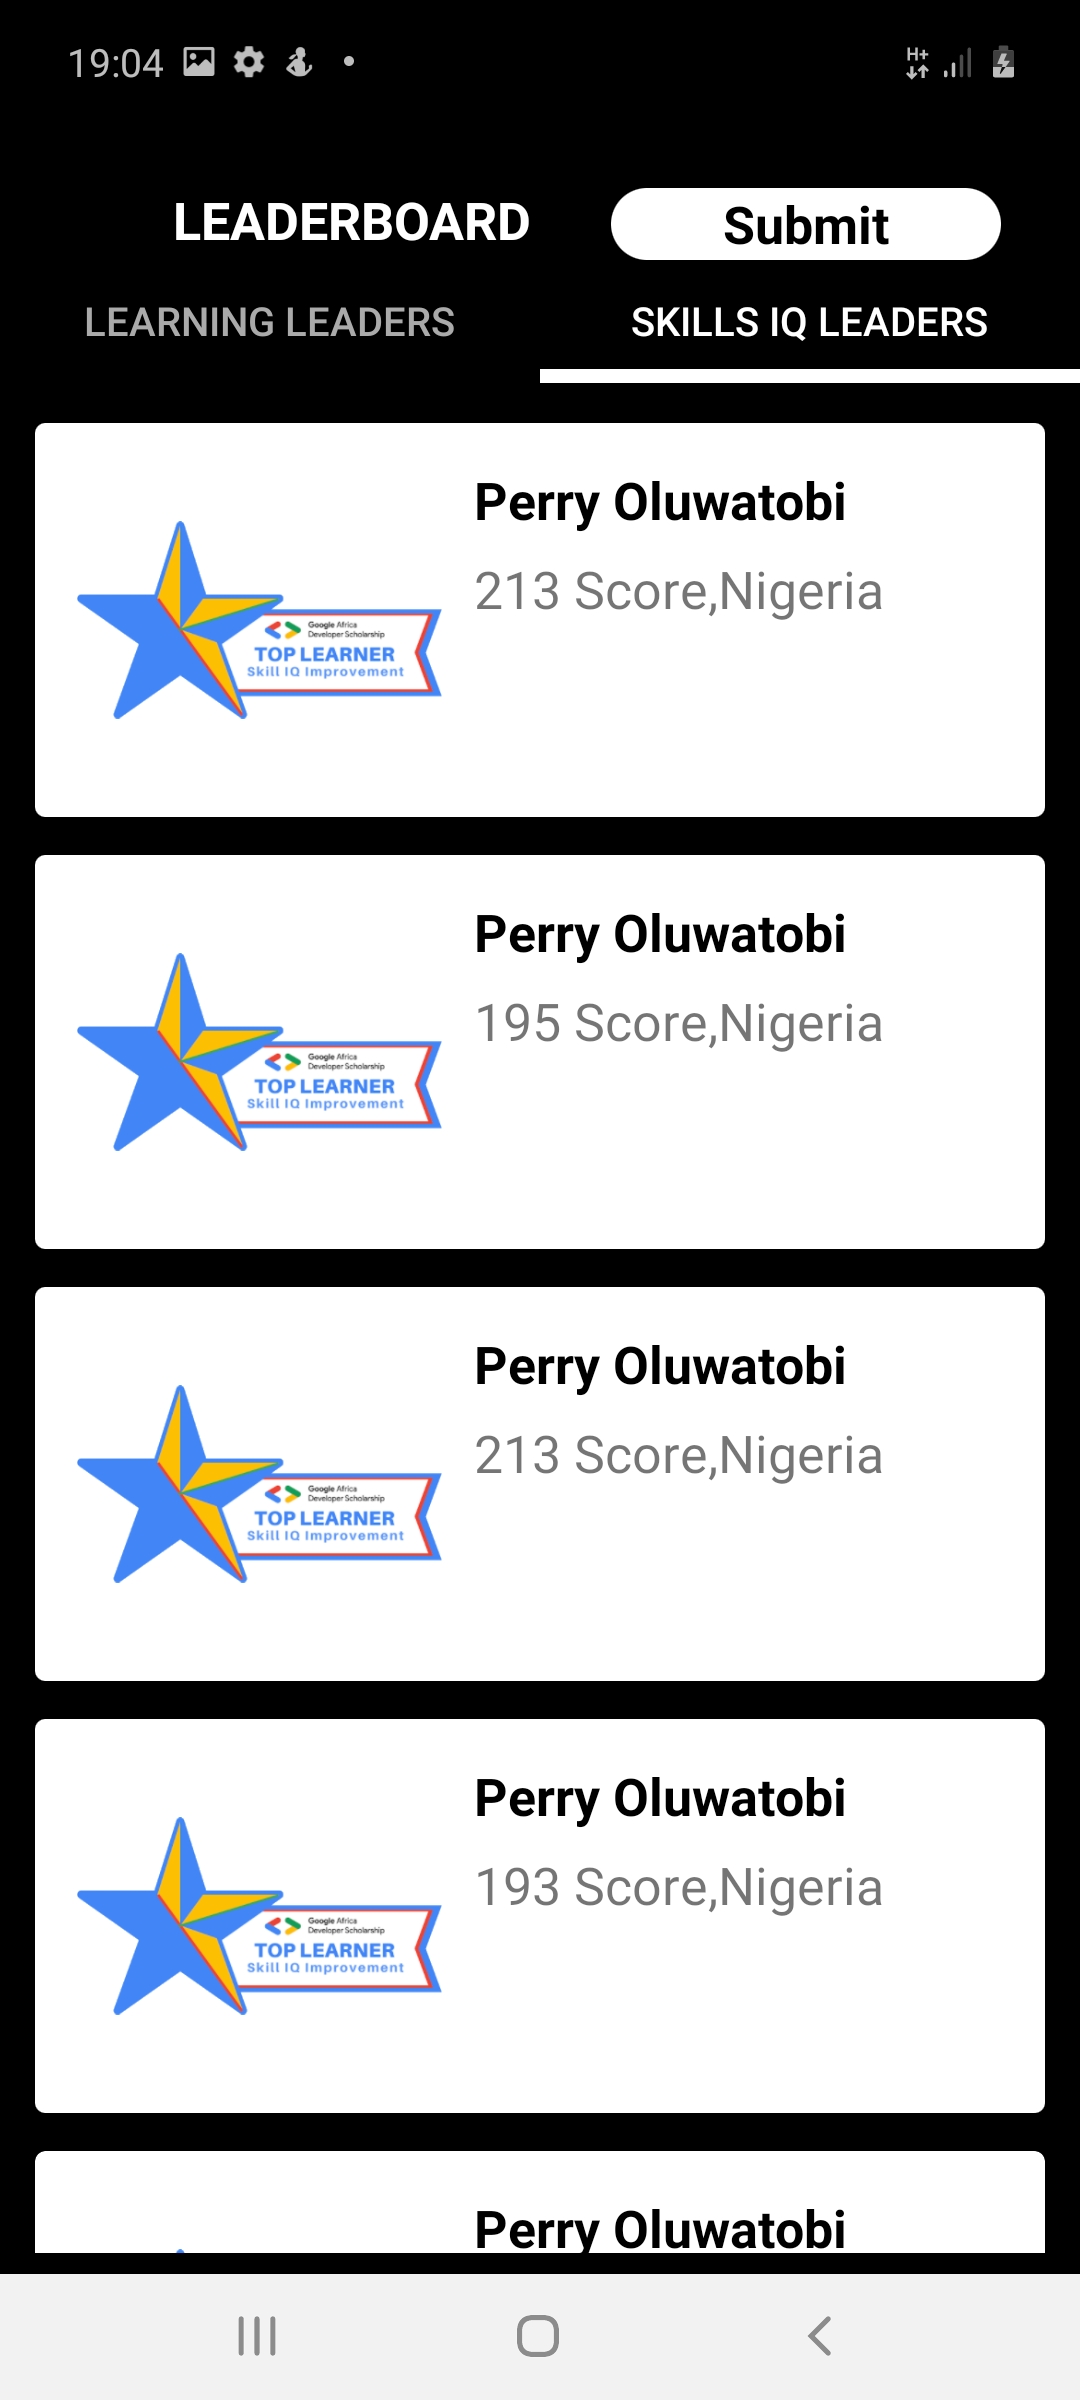 19:04
H+
LEADERBOARD
Submit
LEARNING LEADERS
SKILLS IQ LEADERS
Perry Oluwatobi
213 Score,Nigeria
Google Africa
Developer Scholarship
TOP LEARNER
Skill IQ Improvement
Perry Oluwatobi
195 Score,Nigeria
Google Africa
Developer Scholarship
TOP LEARNER
Skill IQ Improvement
Perry Oluwatobi
213 Score,Nigeria
Google Africa
Developer Scholarship
TOP LEARNER
Skill IQ Improvement
Perry Oluwatobi
193 Score,Nigeria
Google Africa
Developer Scholarship
TOP LEARNER
Skill IQ Improvement
Perry Oluwatobi